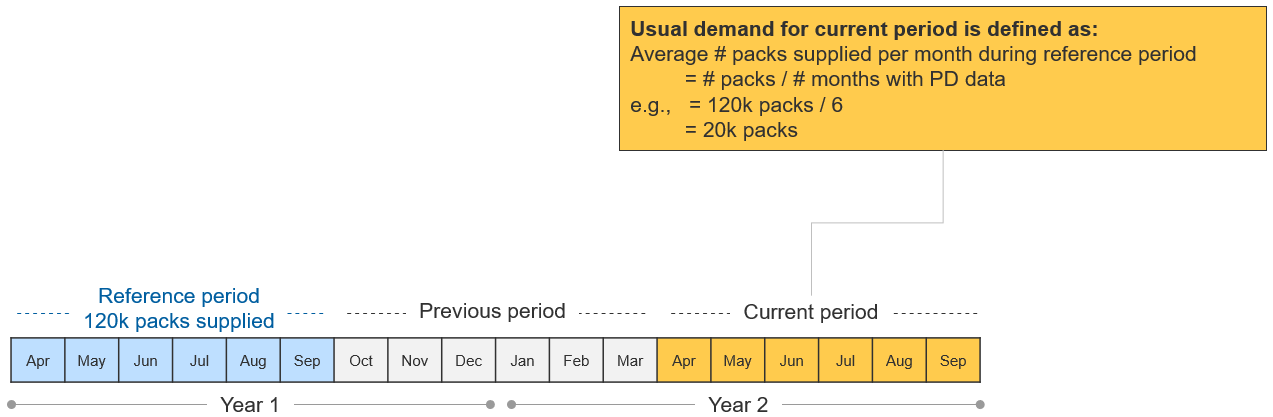 Usual demand for current period is defined as:
Average # packs supplied per month during reference period
= # packs / # months with PD data
e.g., = 120k packs / 6
= 20k packs
Reference period
120k packs supplied
Previous period
Current period
Apr May Jun Jul Aug Sep Oct Nov Dec Jan Feb Mar Apr May Jun Jul Aug Sep
Year 1 Year 2